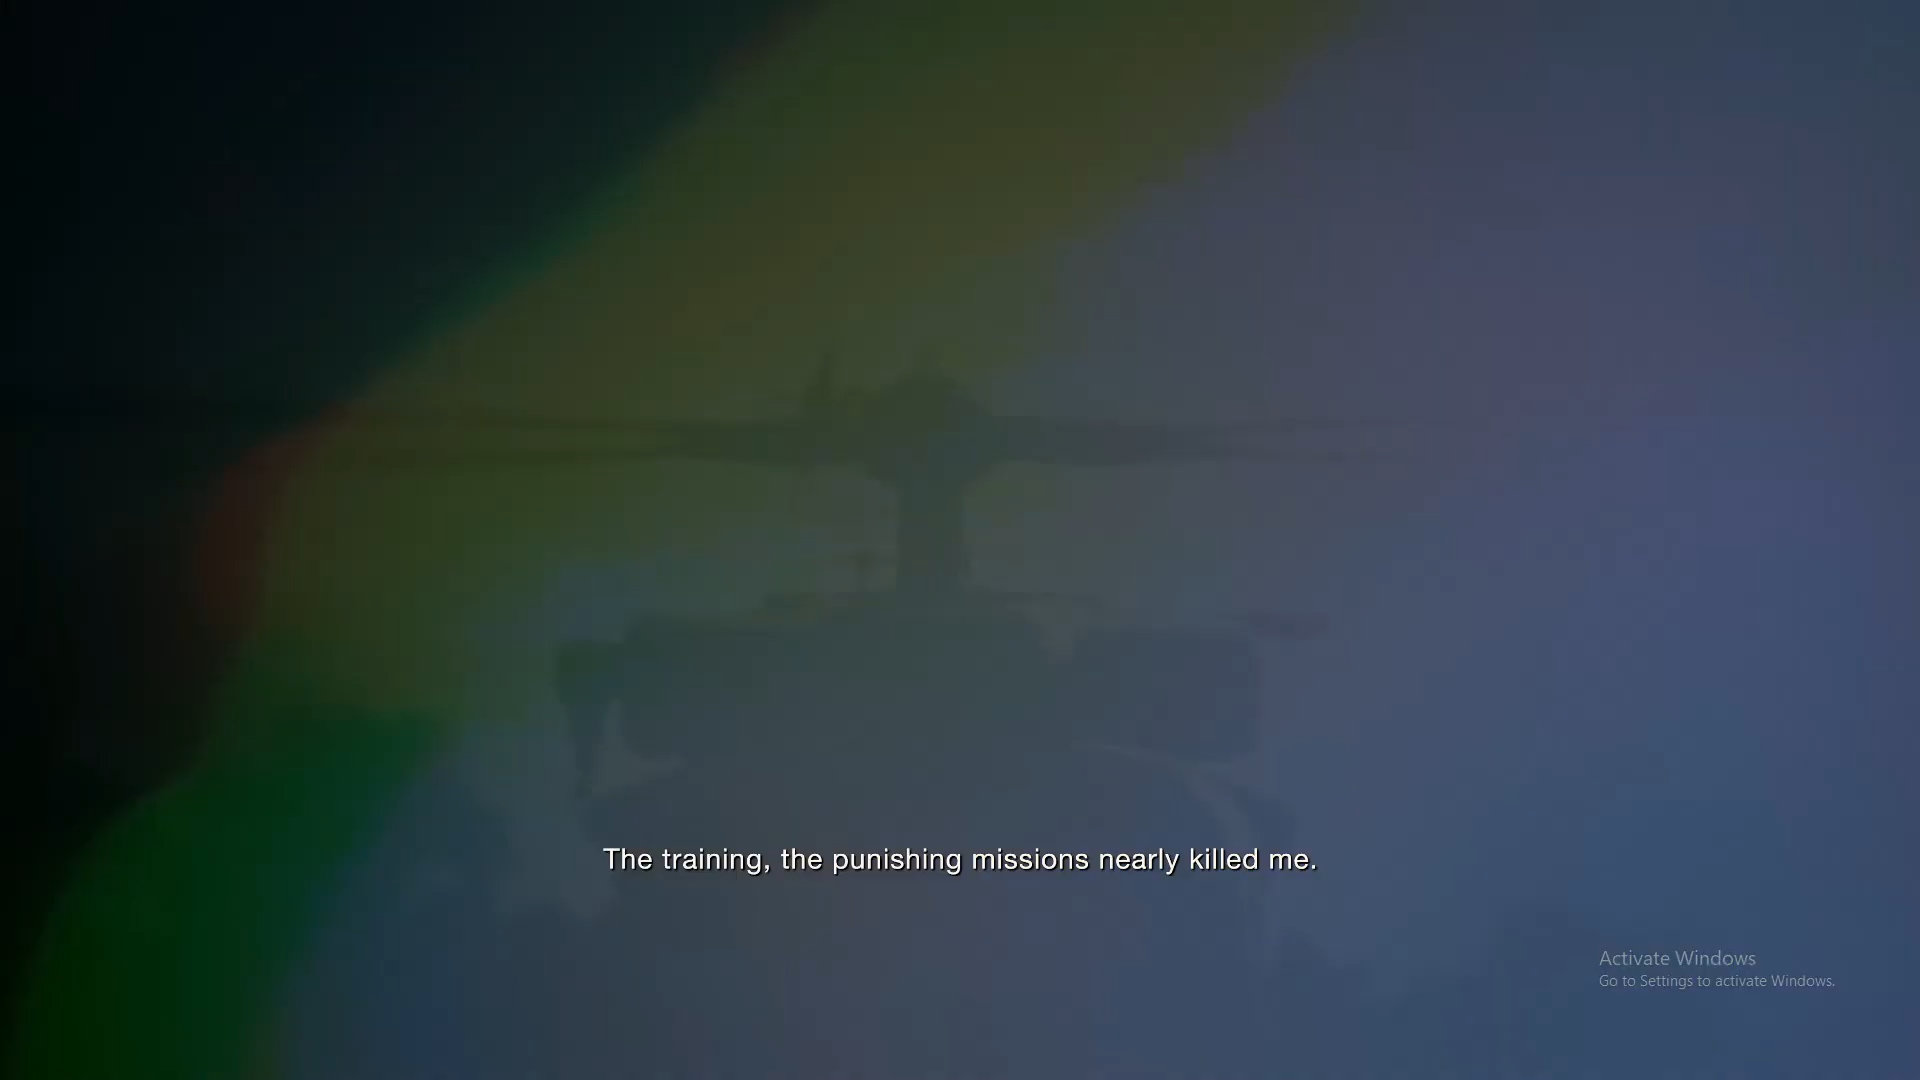 The training, the punishing missions nearly killed me.
Activate Windows
Go to Settings to activate Windows.